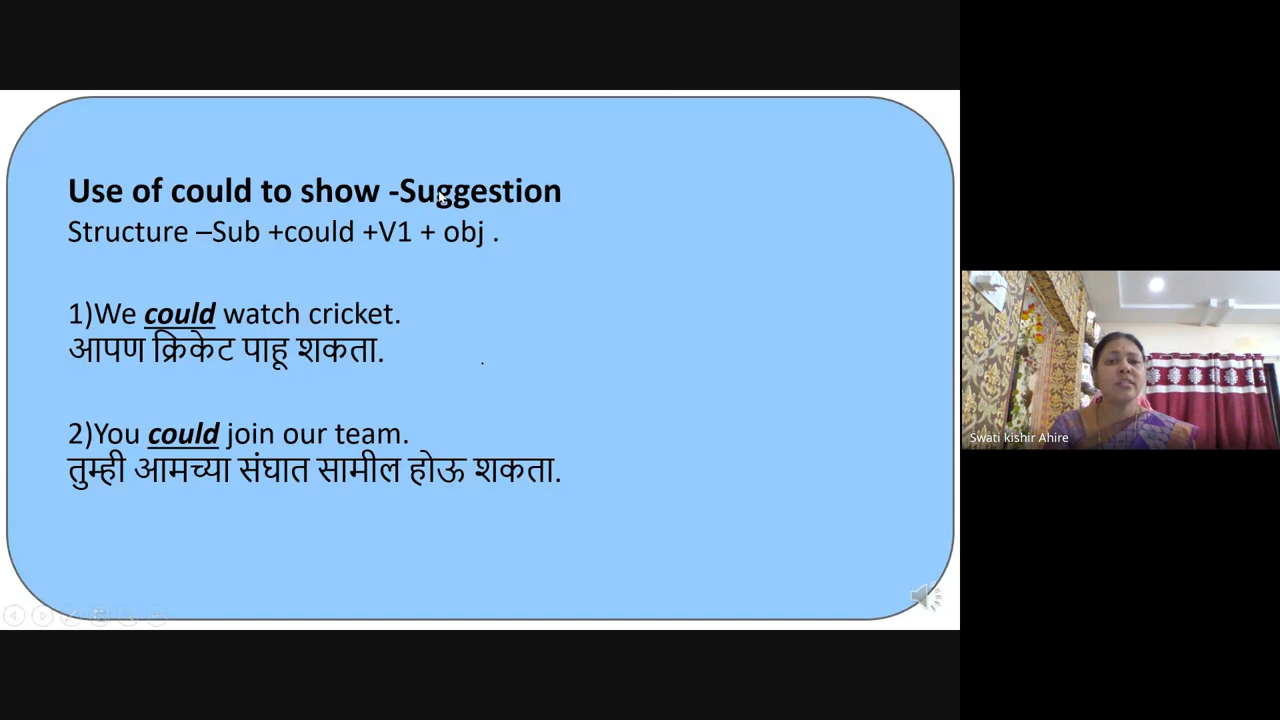 Use of could to show -Suggestion
Structure –Sub +could +V1 + obj .
1)We could watch cricket.
आपण क्रिकेट पाहू शकता.
2)You could join our team.
तुम्ही आमच्या संघात सामील होऊ शकता.
Swati kishir Ahire